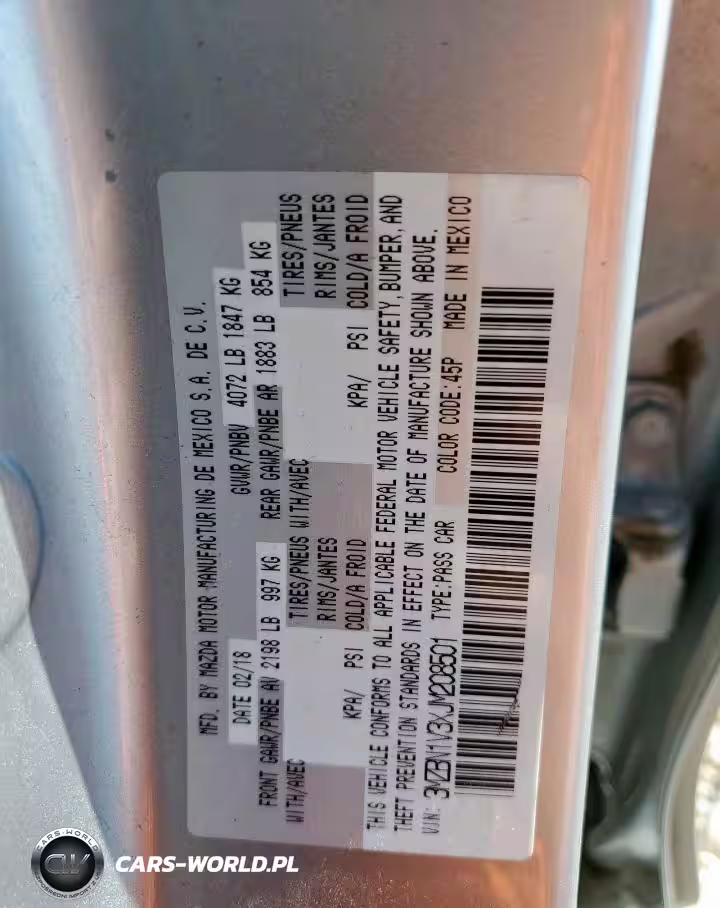 MFD. BY MAZDA MOTOR MANUFACTURING DE MEXICO S.A. DE C.V.
DATE 02/18 GVWR/PNBV 4072 LB 1847 KG
FRONT GAWR/PNBE AV 2198 LB 997 KG REAR GAWR/PNBE AR 1883 LB 854 KG
WITH/AVEC TIRES/PNEUS WITH/AVEC TIRES/PNEUS
RIMS/JANTES RIMS/JANTES
KPA/ PSI COLD/A FROID KPA/ PSI COLD/A FROID
THIS VEHICLE CONFORMS TO ALL APPLICABLE FEDERAL MOTOR VEHICLE SAFETY, BUMPER, AND
THEFT PREVENTION STANDARDS IN EFFECT ON THE DATE OF MANUFACTURE SHOWN ABOVE.
VIN: 3MZBN1V3XJM208501 TYPE:PASS CAR COLOR CODE:45P MADE IN MEXICO
CARS-WORLD
CW
CARS-WORLD.PL